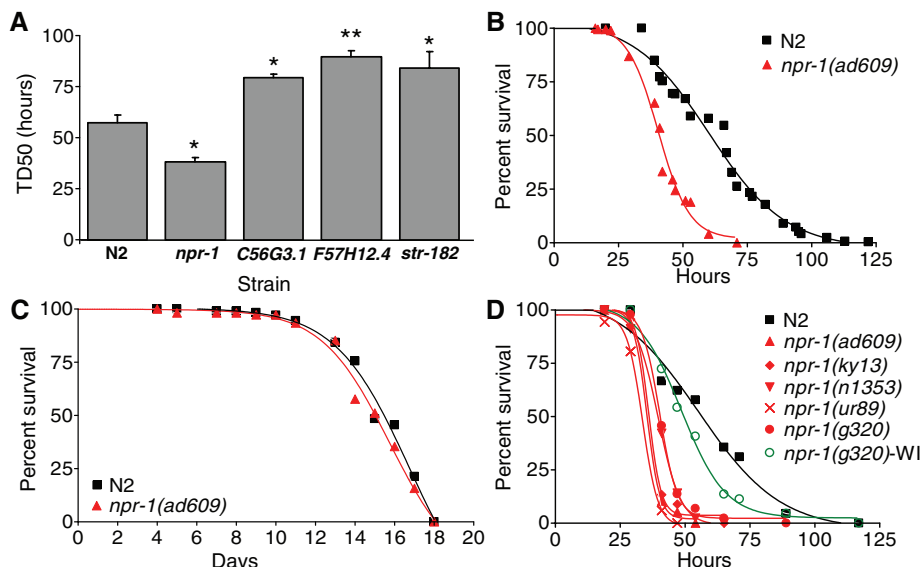 A
TD50 (hours)
100
75
50
25
0
*
*
**
*
N2
npr-1
C56G3.1
F57H12.4
str-182
Strain
B
Percent survival
100
75
50
25
0
0
25
50
75
100
125
Hours
N2
npr-1(ad609)
C
Percent survival
100
75
50
25
0
0
2
4
6
8
10
12
14
16
18
20
Days
N2
npr-1(ad609)
D
Percent survival
100
75
50
25
0
0
25
50
75
100
125
Hours
N2
npr-1(ad609)
npr-1(ky13)
npr-1(n1353)
npr-1(ur89)
npr-1(g320)
npr-1(g320)-WI